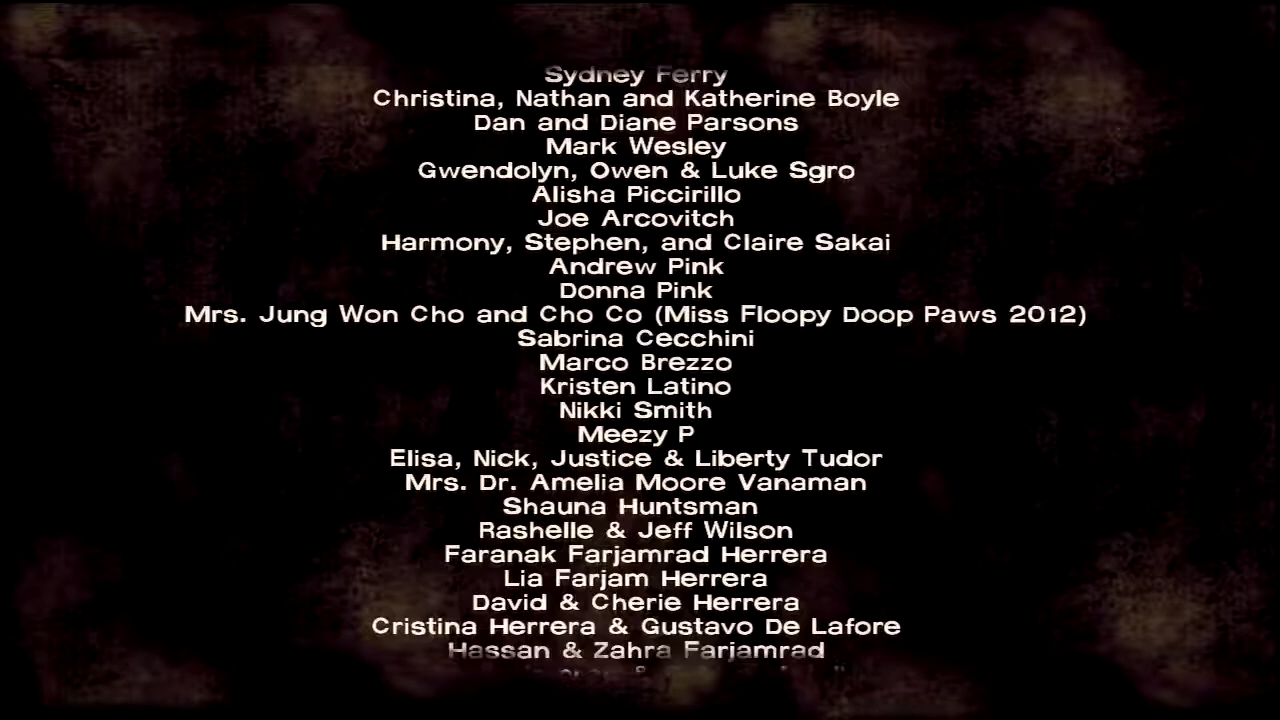 Sydney Ferry
Christina, Nathan and Katherine Boyle
Dan and Diane Parsons
Mark Wesley
Gwendolyn, Owen & Luke Sgro
Alisha Piccirillo
Joe Arcovitch
Harmony, Stephen, and Claire Sakai
Andrew Pink
Donna Pink
Mrs. Jung Won Cho and Cho Co (Miss Floopy Doop Paws 2012)
Sabrina Cecchini
Marco Brezzo
Kristen Latino
Nikki Smith
Meezy P
Elisa, Nick, Justice & Liberty Tudor
Mrs. Dr. Amelia Moore Vanaman
Shauna Huntsman
Rashelle & Jeff Wilson
Faranak Farjamrad Herrera
Lia Farjam Herrera
David & Cherie Herrera
Cristina Herrera & Gustavo De Lafore
Hassan & Zahra Farjamrad